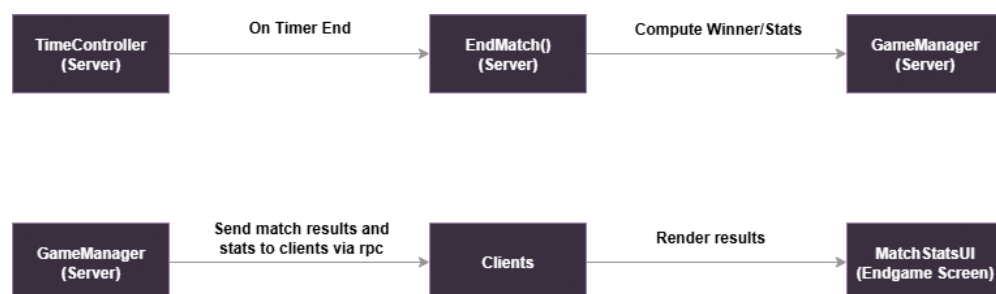 TimeController
(Server)
On Timer End
EndMatch()
(Server)
Compute Winner/Stats
GameManager
(Server)
GameManager
(Server)
Send match results and
stats to clients via rpc
Clients
Render results
MatchStatsUI
(Endgame Screen)